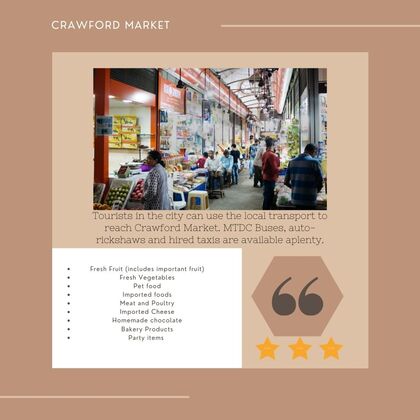 CRAWFORD MARKET
Tourists in the city can use the local transport to
reach Crawford Market. MTDC Buses, auto-
rickshaws and hired taxis are available aplenty.
Fresh Fruit (includes important fruit)
Fresh Vegetables
Pet food
Imported foods
Meat and Poultry
Imported Cheese
Homemade chocolate
Bakery Products
Party items